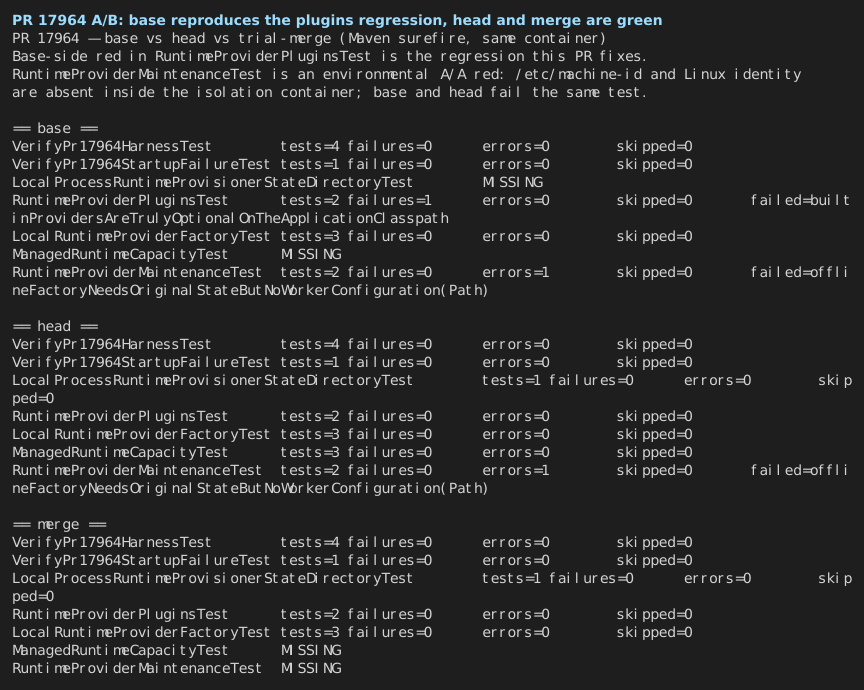 PR 17964 A/B: base reproduces the plugins regression, head and merge are green
PR 17964 — base vs head vs trial-merge (Maven surefire, same container)
Base-side red in RuntimeProviderPluginsTest is the regression this PR fixes.
RuntimeProviderMaintenanceTest is an environmental A/A red: /etc/machine-id and Linux identity
are absent inside the isolation container; base and head fail the same test.
== base ==
VerifyPr17964HarnessTest tests=4 failures=0 errors=0 skipped=0
VerifyPr17964StartupFailureTest tests=1 failures=0 errors=0 skipped=0
LocalProcessRuntimeProvisionerStateDirectoryTest MISSING
RuntimeProviderPluginsTest tests=2 failures=1 errors=0 skipped=0 failed=built
inProvidersAreTrulyOptionalOnTheApplicationClasspath
LocalRuntimeProviderFactoryTest tests=3 failures=0 errors=0 skipped=0
ManagedRuntimeCapacityTest MISSING
RuntimeProviderMaintenanceTest tests=2 failures=0 errors=1 skipped=0 failed=offli
neFactoryNeedsOriginalStateButNoWorkerConfiguration(Path)
== head ==
VerifyPr17964HarnessTest tests=4 failures=0 errors=0 skipped=0
VerifyPr17964StartupFailureTest tests=1 failures=0 errors=0 skipped=0
LocalProcessRuntimeProvisionerStateDirectoryTest tests=1 failures=0 errors=0 skip
ped=0
RuntimeProviderPluginsTest tests=2 failures=0 errors=0 skipped=0
LocalRuntimeProviderFactoryTest tests=3 failures=0 errors=0 skipped=0
ManagedRuntimeCapacityTest tests=3 failures=0 errors=0 skipped=0
RuntimeProviderMaintenanceTest tests=2 failures=0 errors=1 skipped=0 failed=offli
neFactoryNeedsOriginalStateButNoWorkerConfiguration(Path)
== merge ==
VerifyPr17964HarnessTest tests=4 failures=0 errors=0 skipped=0
VerifyPr17964StartupFailureTest tests=1 failures=0 errors=0 skipped=0
LocalProcessRuntimeProvisionerStateDirectoryTest tests=1 failures=0 errors=0 skip
ped=0
RuntimeProviderPluginsTest tests=2 failures=0 errors=0 skipped=0
LocalRuntimeProviderFactoryTest tests=3 failures=0 errors=0 skipped=0
ManagedRuntimeCapacityTest MISSING
RuntimeProviderMaintenanceTest MISSING